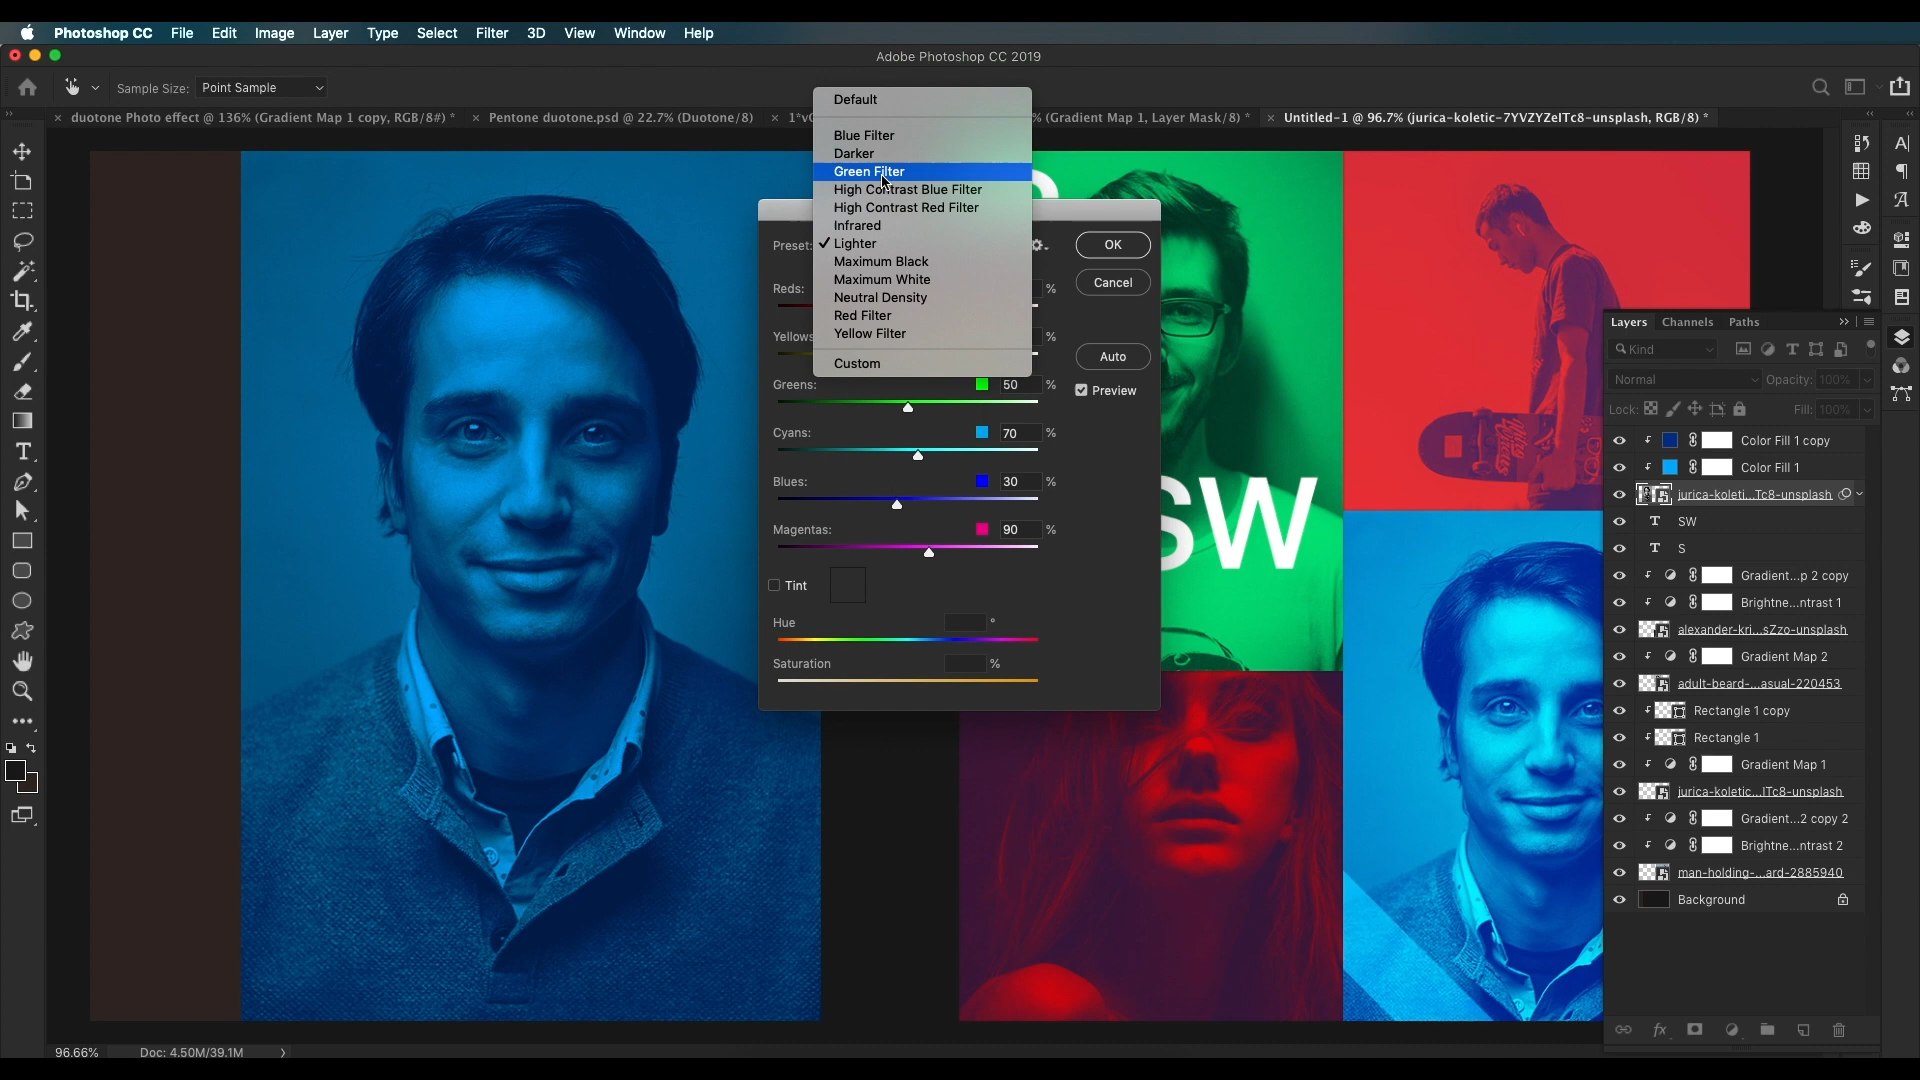 Photoshop CC File Edit Image Layer Type Select Filter 3D View Window Help
Adobe Photoshop CC 2019
Sample Size: Point Sample
× duotone Photo effect @ 136% (Gradient Map 1 copy, RGB/8#) * × Pentone duotone.psd @ 22.7% (Duotone/8) × % (Gradient Map 1, Layer Mask/8) * × Untitled-1 @ 96.7% (jurica-koletic-7YVZYZeITc8-unsplash, RGB/8) *
Default
Blue Filter
Darker
Green Filter
High Contrast Blue Filter
High Contrast Red Filter
Infrared
✓ Lighter
Maximum Black
Maximum White
Neutral Density
Red Filter
Yellow Filter
Custom
Preset:
OK
Cancel
Auto
Preview
Reds: %
Yellows %
Greens: 50 %
Cyans: 70 %
Blues: 30 %
Magentas: 90 %
Tint
Hue °
Saturation %
SW
Layers Channels Paths
Kind
Normal Opacity: 100%
Lock: Fill: 100%
Color Fill 1 copy
Color Fill 1
jurica-koleti...Tc8-unsplash
T SW
T S
Gradient...p 2 copy
Brightne...ntrast 1
alexander-kri...sZzo-unsplash
Gradient Map 2
adult-beard-...asual-220453
Rectangle 1 copy
Rectangle 1
Gradient Map 1
jurica-koletic...ITc8-unsplash
Gradient...2 copy 2
Brightne...ntrast 2
man-holding-...ard-2885940
Background
fx
96.66% Doc: 4.50M/39.1M